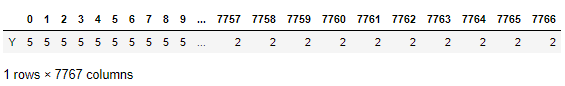 0 1 2 3 4 5 6 7 8 9 ... 7757 7758 7759 7760 7761 7762 7763 7764 7765 7766
Y 5 5 5 5 5 5 5 5 5 5 ... 2 2 2 2 2 2 2 2 2 2
1 rows × 7767 columns